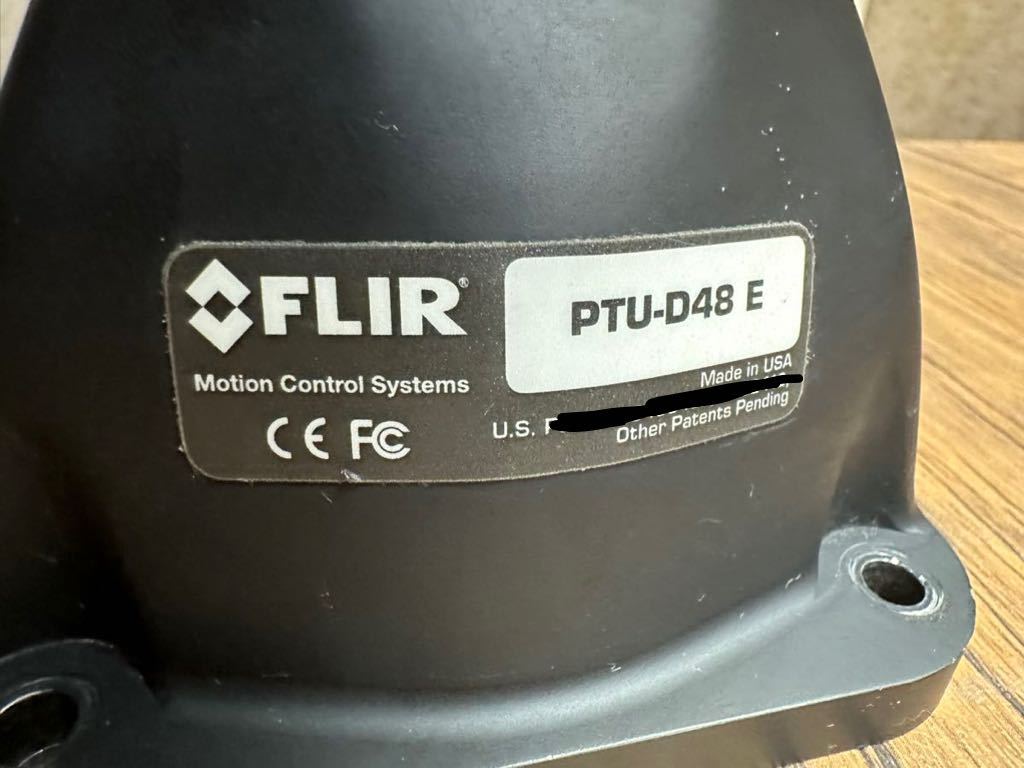 FLIR®
PTU-D48 E
Motion Control Systems
Made in USA
CE FC
U.S.
Other Patents Pending